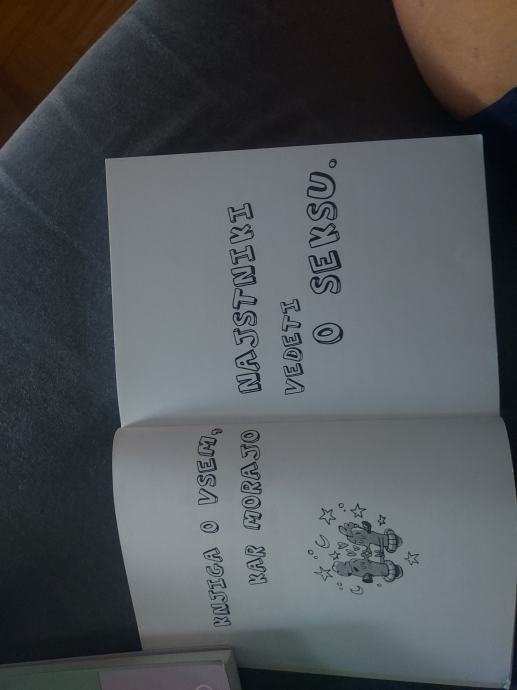 KNJIGA O VSEM,
KAR MORAJO NAJSTNIKI
VEDETI
O SEKSU.